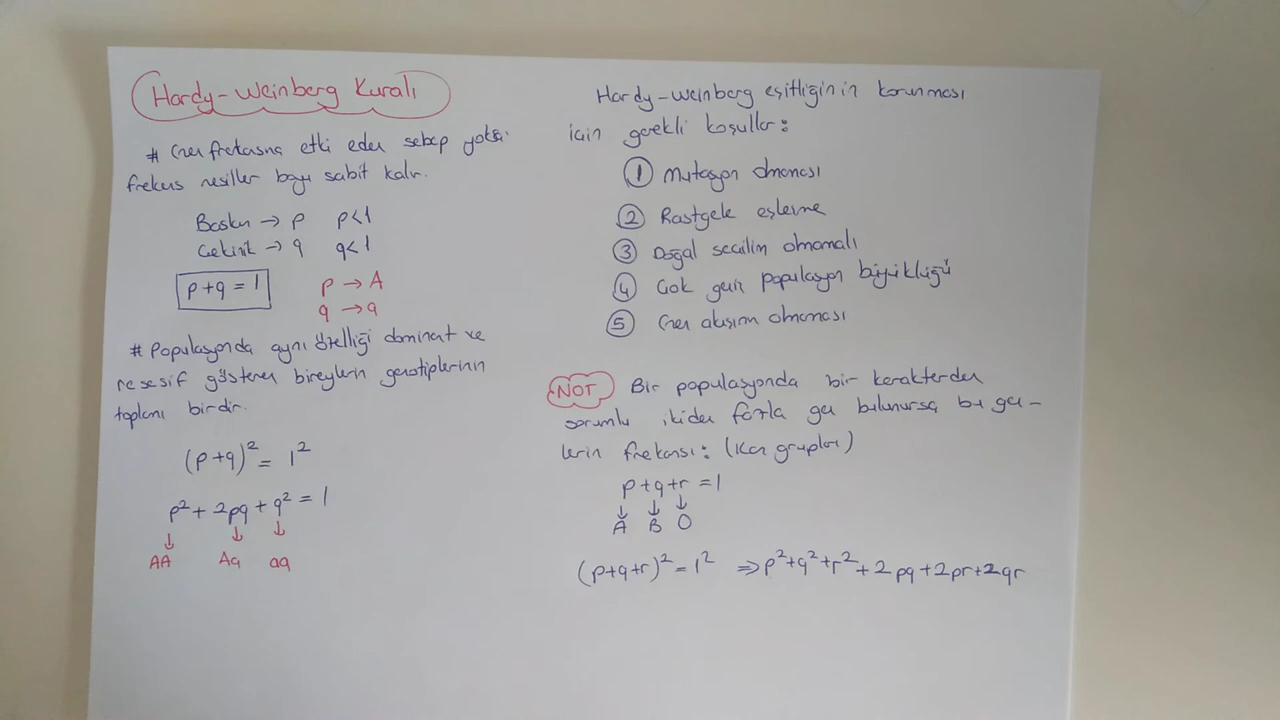 Hardy-Weinberg Kuralı
# Gen frekasına etki eden sebep yoksa
frekans nesiller boyu sabit kalır.
Baskın → p p<1
Çekinik → q q<1
p+q=1
p → A
q → a
# Populasyonda aynı özelliği dominant ve
resesif gösteren bireylerin genotiplerinin
toplamı birdir.
(p+q)² = 1²
p² + 2pq + q² = 1
↓ ↓ ↓
AA Aa aa
Hardy-Weinberg eşitliğinin korunması
için gerekli koşullar:
① Mutasyon olmaması
② Rastgele eşleme
③ Doğal seçilim olmamalı
④ Çok geniş populasyon büyüklüğü
⑤ Gen akışının olmaması
NOT Bir populasyonda bir karakterden
sorumlu ikiden fazla gen bulunursa bu gen-
lerin frekansı: (Kan grupları)
p+q+r =1
↓ ↓ ↓
A B O
(p+q+r)² = 1² ⇒ p²+q²+r²+2pq+2pr+2qr